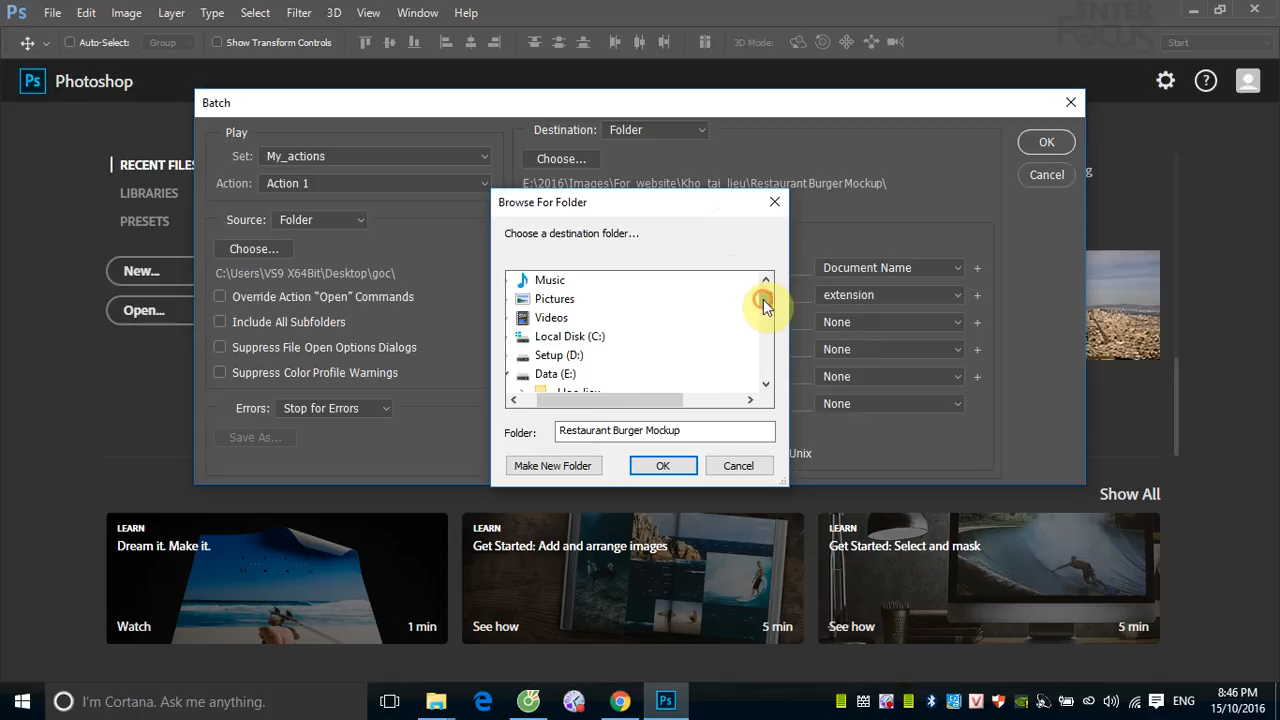 Ps File Edit Image Layer Type Select Filter 3D View Window Help
ENTER
FOCUS
Auto-Select: Group Show Transform Controls 3D Mode: Start
Ps Photoshop
Batch
Play
Set: My_actions
Action: Action 1
Source: Folder
Choose...
C:\Users\VS9 X64Bit\Desktop\goc\
Override Action “Open” Commands
Include All Subfolders
Suppress File Open Options Dialogs
Suppress Color Profile Warnings
Errors: Stop for Errors
Save As...
Destination: Folder
Choose...
E:\2016\Images\For_website\Kho_tai_lieu\RestaurantBurgerMockup\
Document Name +
extension +
None +
None +
None +
None
Unix
OK
Cancel
Browse For Folder
Choose a destination folder...
Music
Pictures
Videos
Local Disk (C:)
Setup (D:)
Data (E:)
Folder: Restaurant Burger Mockup
Make New Folder OK Cancel
RECENT FILES
LIBRARIES
PRESETS
New...
Open...
Show All
LEARN
Dream it. Make it.
Watch 1 min
LEARN
Get Started: Add and arrange images
See how 5 min
LEARN
Get Started: Select and mask
See how 5 min
I'm Cortana. Ask me anything.
ENG
8:46 PM
15/10/2016